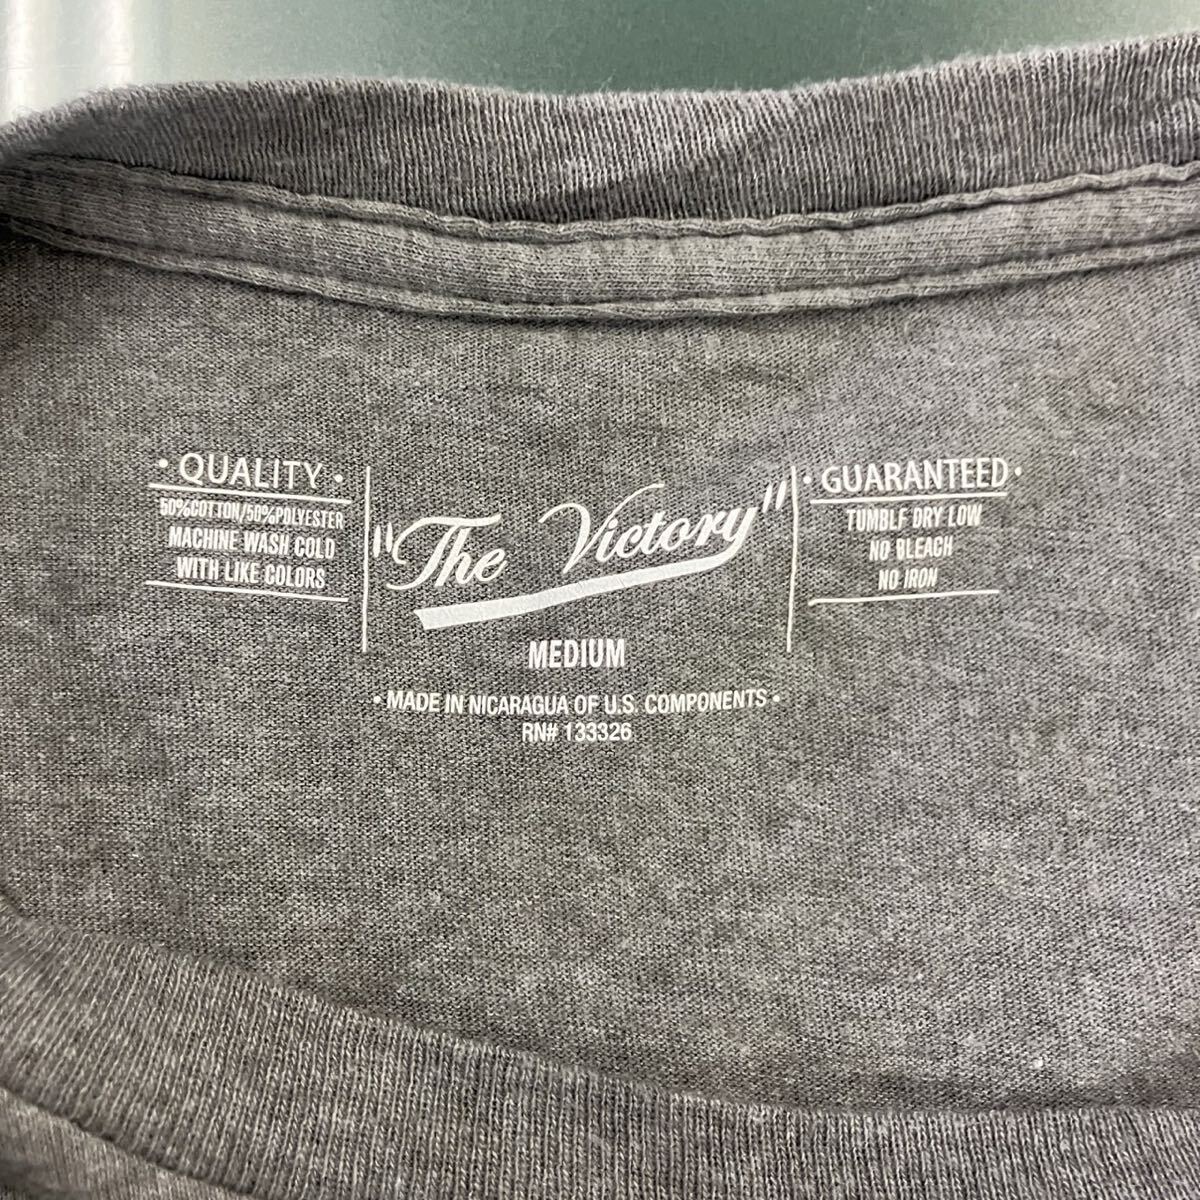 • QUALITY •
50%COTTON/50%POLYESTER
MACHINE WASH COLD
WITH LIKE COLORS
"The Victory"
MEDIUM
• MADE IN NICARAGUA OF U.S. COMPONENTS •
RN# 133326
• GUARANTEED •
TUMBLE DRY LOW
NO BLEACH
NO IRON